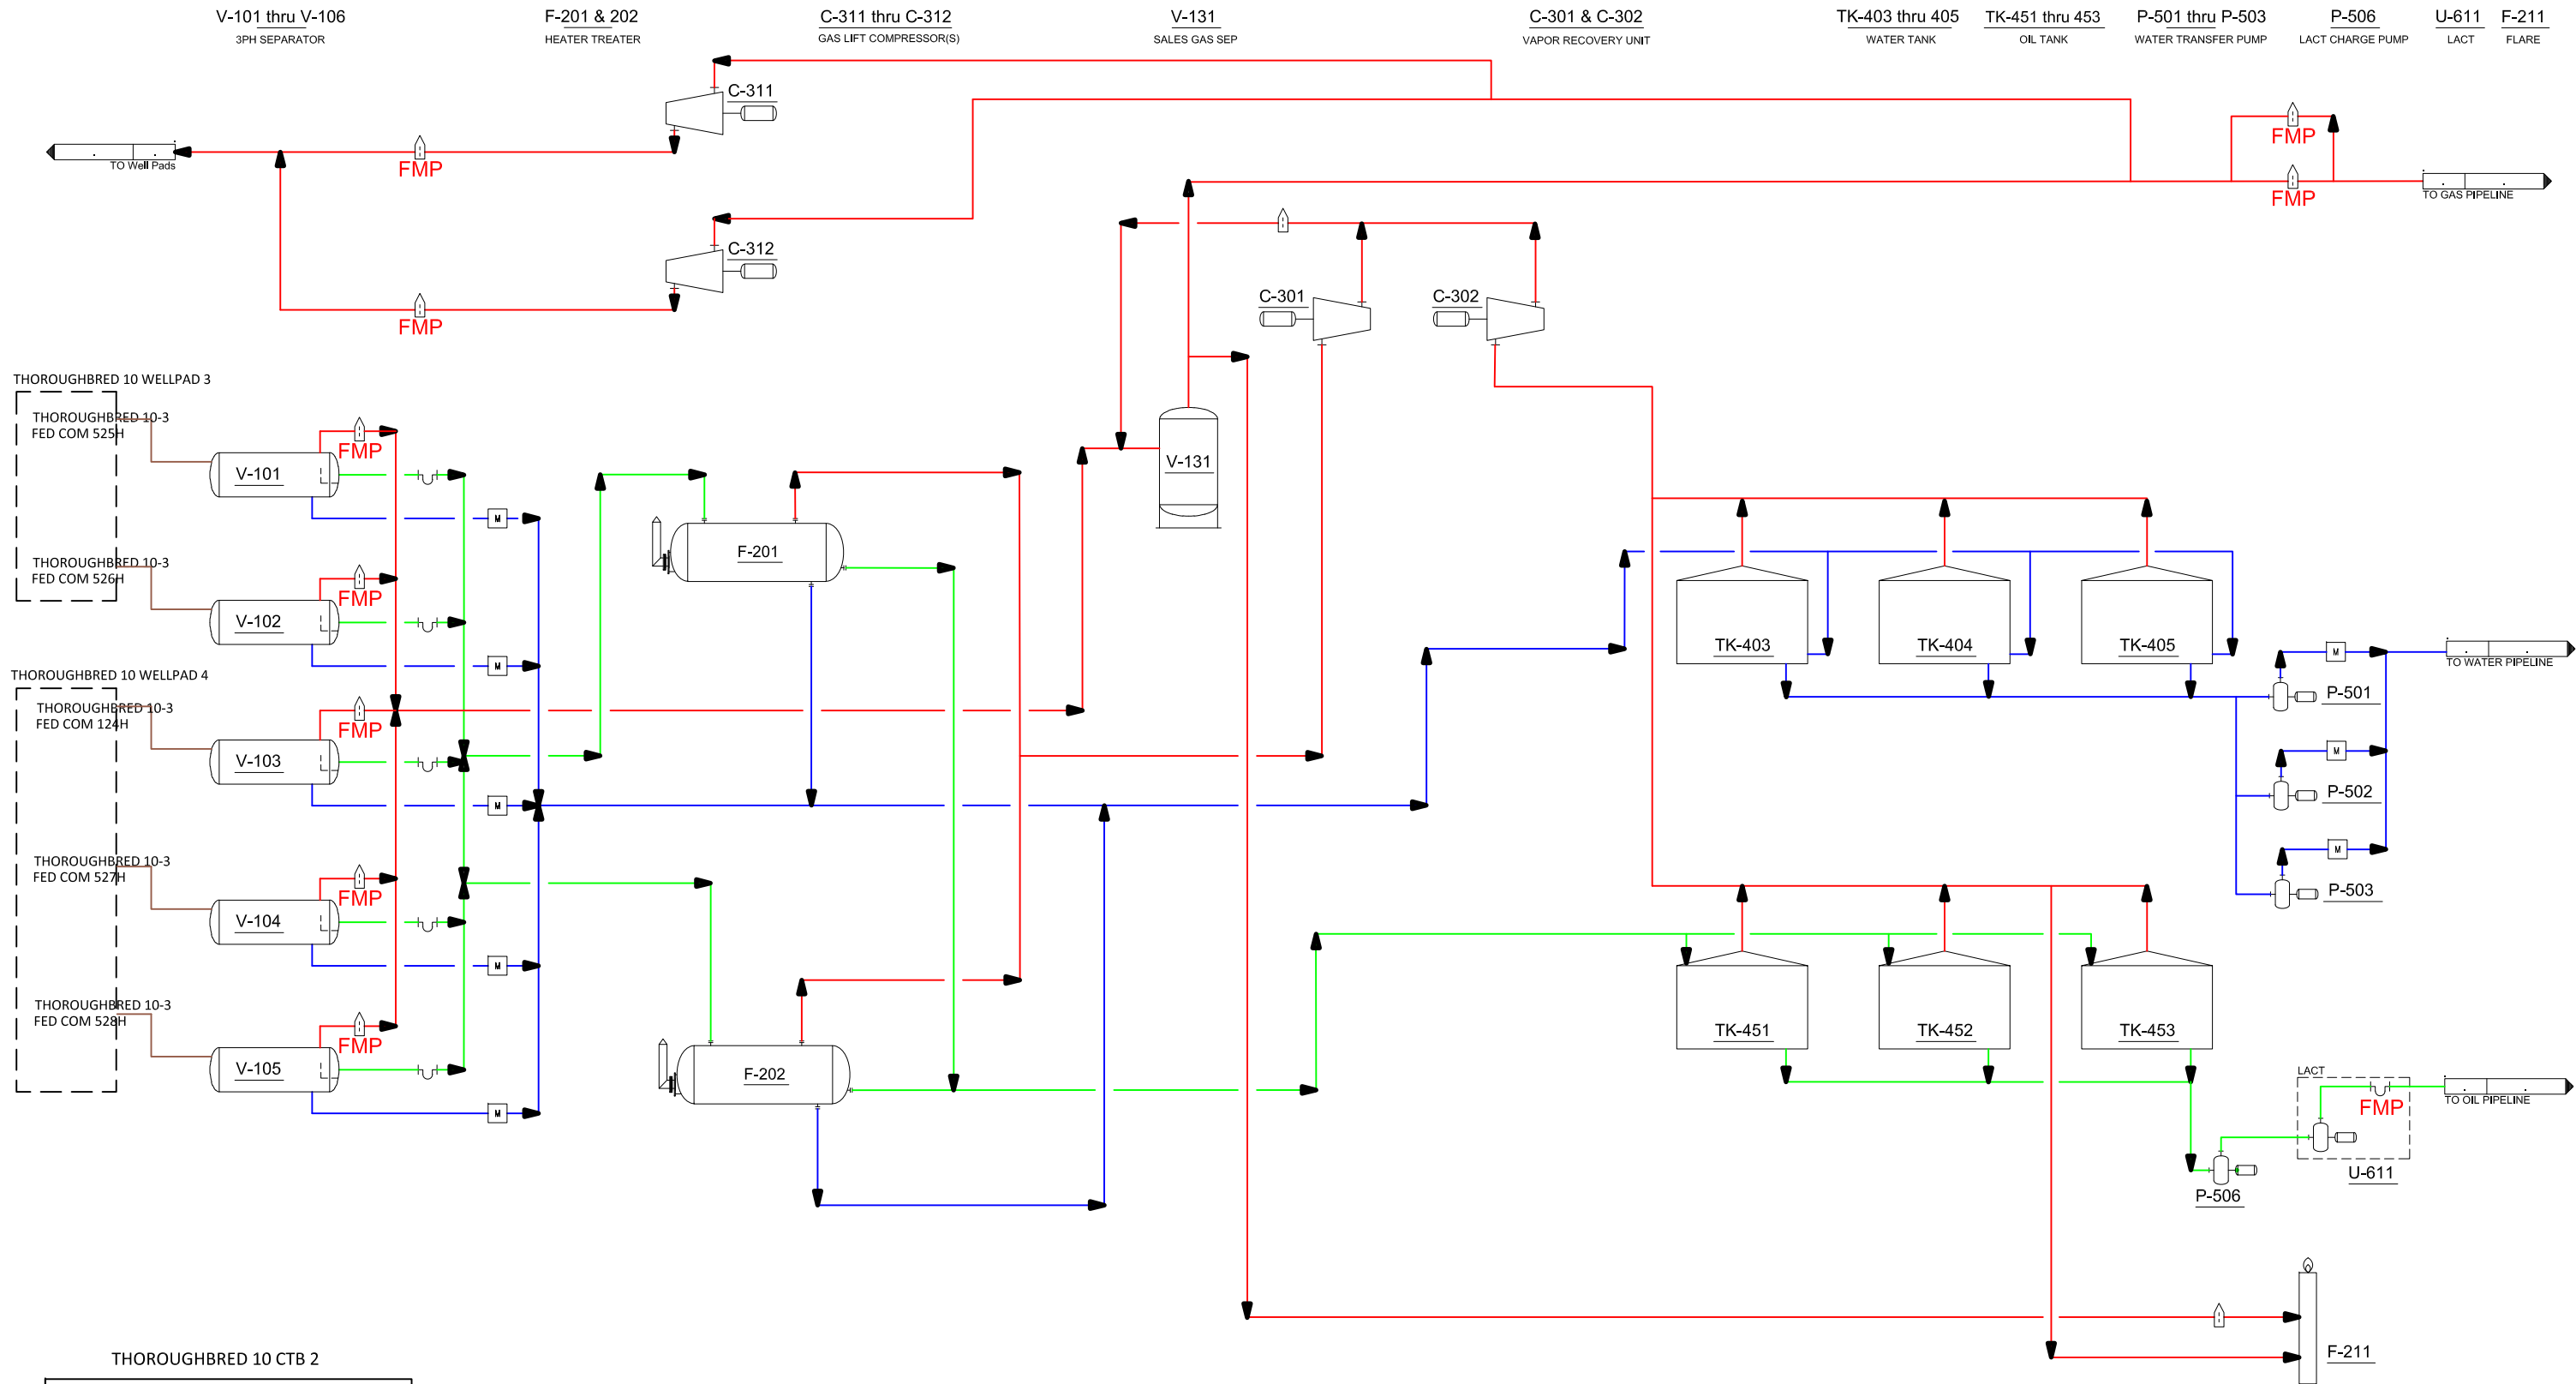 V-101 thru V-106
3PH SEPARATOR
F-201 & 202
HEATER TREATER
C-311 thru C-312
GAS LIFT COMPRESSOR(S)
V-131
SALES GAS SEP
C-301 & C-302
VAPOR RECOVERY UNIT
TK-403 thru 405
WATER TANK
TK-451 thru 453
OIL TANK
P-501 thru P-503
WATER TRANSFER PUMP
P-506
LACT CHARGE PUMP
U-611
LACT
F-211
FLARE
C-311
FMP
TO Well Pads
FMP
FMP
TO GAS PIPELINE
C-312
FMP
C-301
C-302
THOROUGHBRED 10 WELLPAD 3
THOROUGHBRED 10-3
FED COM 525H
FMP
V-101
M
V-131
F-201
THOROUGHBRED 10-3
FED COM 526H
FMP
V-102
M
TK-403
TK-404
TK-405
M
TO WATER PIPELINE
P-501
THOROUGHBRED 10 WELLPAD 4
THOROUGHBRED 10-3
FED COM 124H
FMP
V-103
M
M
P-502
M
P-503
THOROUGHBRED 10-3
FED COM 527H
FMP
V-104
M
THOROUGHBRED 10-3
FED COM 528H
FMP
V-105
M
F-202
TK-451
TK-452
TK-453
LACT
FMP
TO OIL PIPELINE
U-611
P-506
F-211
THOROUGHBRED 10 CTB 2